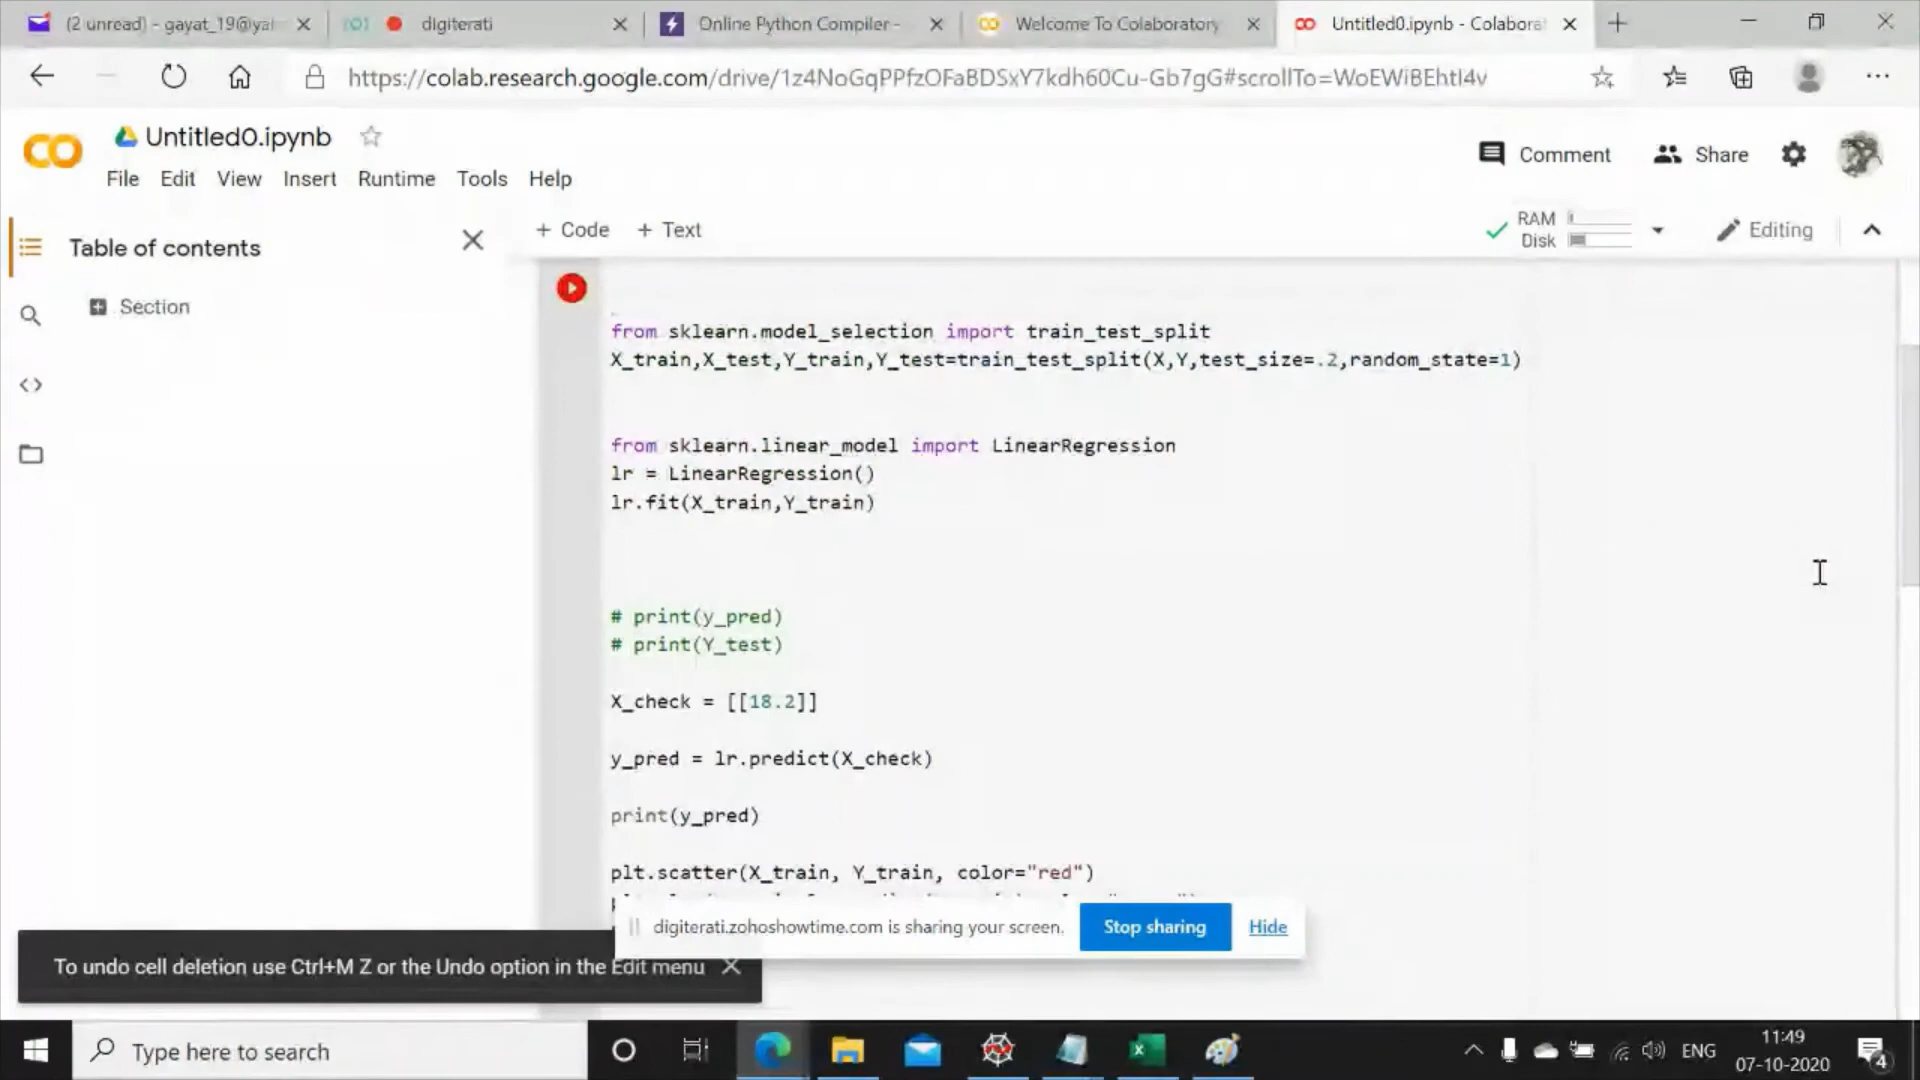 (2 unread) - gayat_19@yal
digiterati
Online Python Compiler -
Welcome To Colaboratory
Untitled0.ipynb - Colaborat
https://colab.research.google.com/drive/1z4NoGqPPfzOFaBDSxY7kdh60Cu-Gb7gG#scrollTo=WoEWiBEhtI4v
Untitled0.ipynb
Comment
Share
File Edit View Insert Runtime Tools Help
Table of contents
+ Code + Text
RAM
Disk
Editing
Section
from sklearn.model_selection import train_test_split
X_train,X_test,Y_train,Y_test=train_test_split(X,Y,test_size=.2,random_state=1)
from sklearn.linear_model import LinearRegression
lr = LinearRegression()
lr.fit(X_train,Y_train)
# print(y_pred)
# print(Y_test)
X_check = [[18.2]]
y_pred = lr.predict(X_check)
print(y_pred)
plt.scatter(X_train, Y_train, color="red")
digiterati.zohoshowtime.com is sharing your screen.
Stop sharing
Hide
To undo cell deletion use Ctrl+M Z or the Undo option in the Edit menu
Type here to search
ENG
11:49
07-10-2020
4